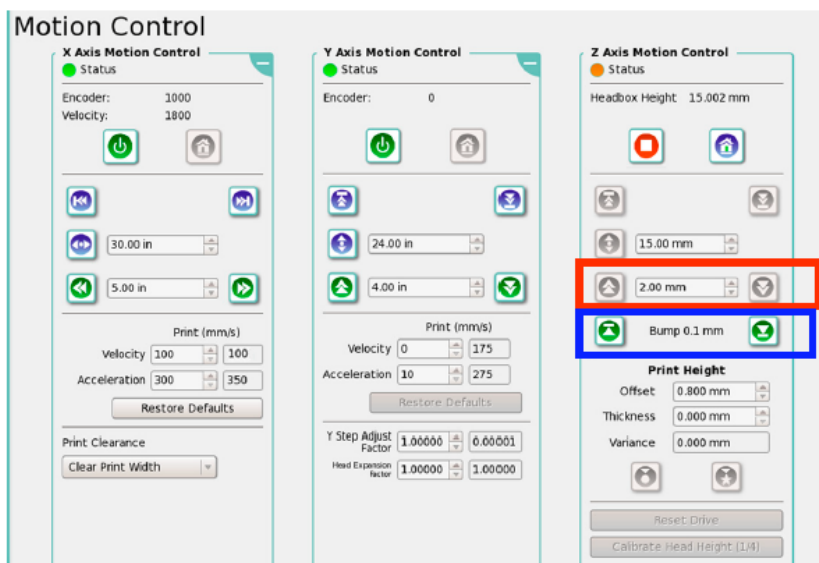 Motion Control
X Axis Motion Control
Status
Encoder: 1000
Velocity: 1800
30.00 in
5.00 in
Print (mm/s)
Velocity 100 100
Acceleration 300 350
Restore Defaults
Print Clearance
Clear Print Width
Y Axis Motion Control
Status
Encoder: 0
24.00 in
4.00 in
Print (mm/s)
Velocity 0 175
Acceleration 10 275
Restore Defaults
Y Step Adjust
Factor
1.00000 0.00001
Head Expansion
factor
1.00000 1.00000
Z Axis Motion Control
Status
Headbox Height 15.002 mm
15.00 mm
2.00 mm
Bump 0.1 mm
Print Height
Offset 0.800 mm
Thickness 0.000 mm
Variance 0.000 mm
Reset Drive
Calibrate Head Height (1/4)